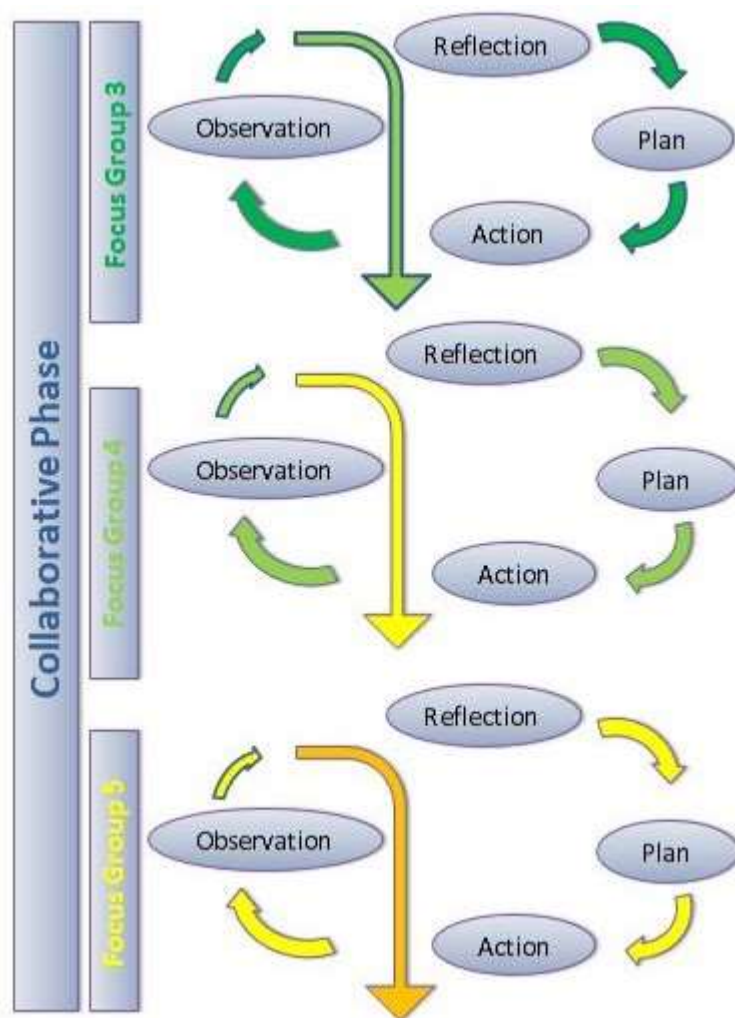 Collaborative Phase
Focus Group 3
Reflection
Observation
Plan
Action
Focus Group 4
Reflection
Observation
Plan
Action
Focus Group 5
Reflection
Observation
Plan
Action